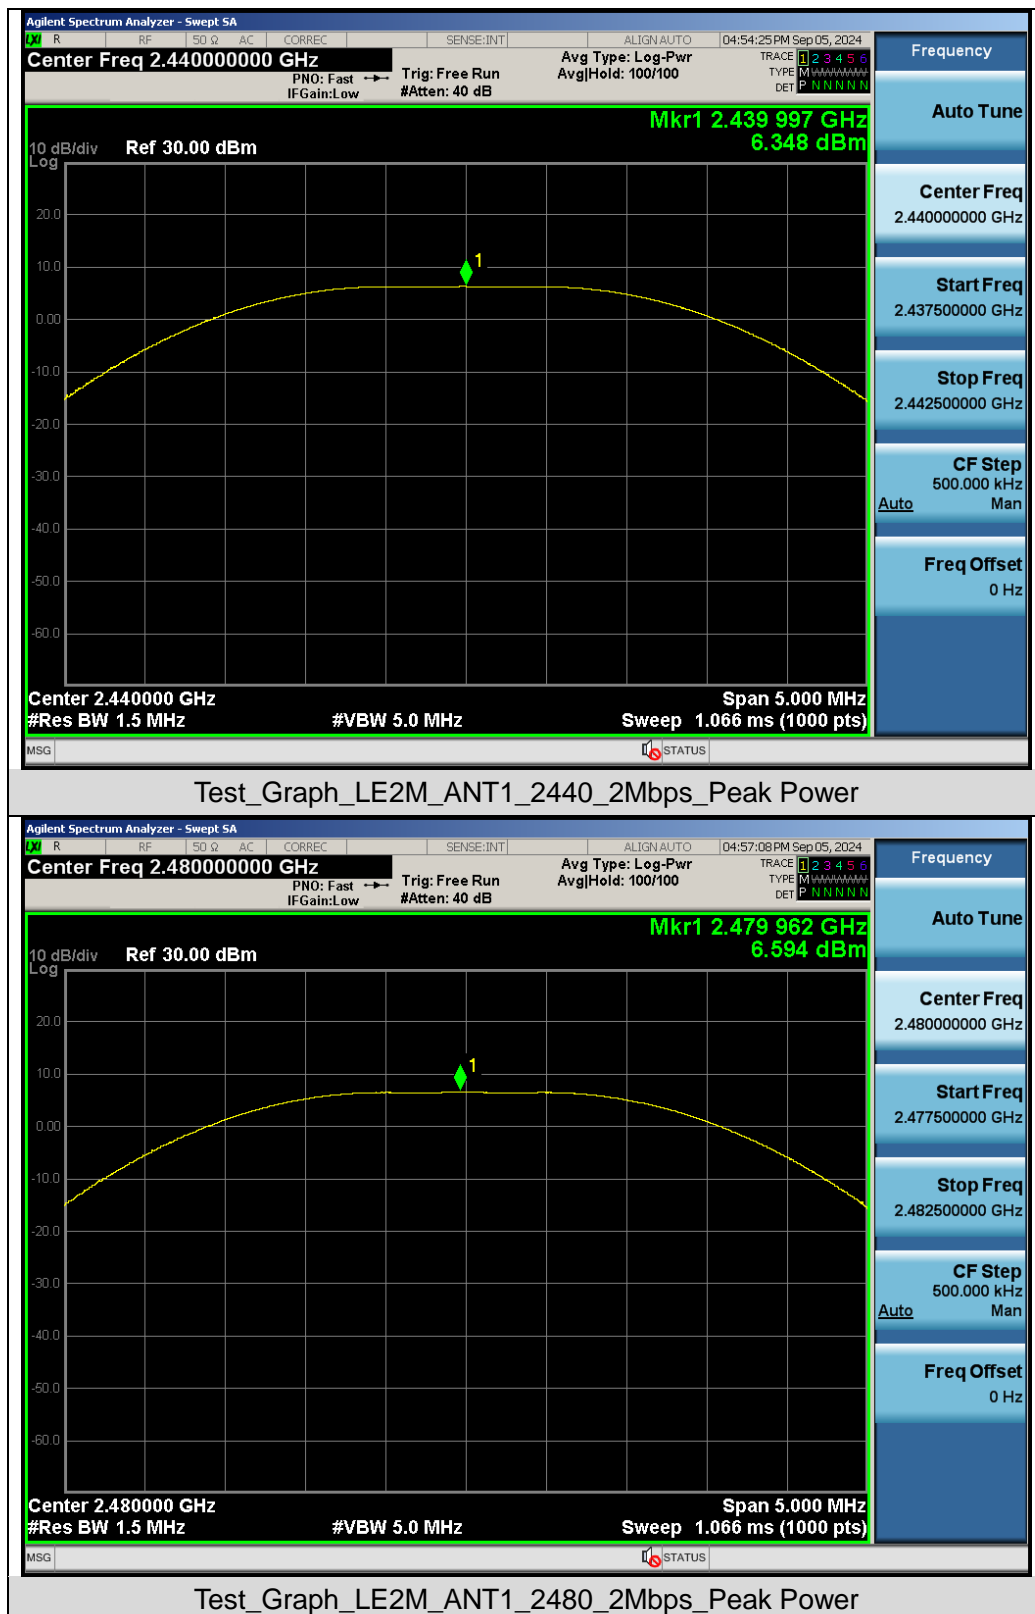 Agilent Spectrum Analyzer - Swept SA
LXI R RF 50 Ω AC CORREC SENSE:INT ALIGN AUTO 04:54:25 PM Sep 05, 2024
Center Freq 2.440000000 GHz
PNO: Fast
IFGain:Low
Trig: Free Run
#Atten: 40 dB
Avg Type: Log-Pwr
Avg|Hold: 100/100
TRACE 1 2 3 4 5 6
TYPE M WWWWW
DET P N N N N N
Mkr1 2.439 997 GHz
6.348 dBm
10 dB/div Ref 30.00 dBm
Log
20.0
1
10.0
0.00
-10.0
-20.0
-30.0
-40.0
-50.0
-60.0
Center 2.440000 GHz Span 5.000 MHz
#Res BW 1.5 MHz #VBW 5.0 MHz Sweep 1.066 ms (1000 pts)
MSG STATUS
Frequency
Auto Tune
Center Freq
2.440000000 GHz
Start Freq
2.437500000 GHz
Stop Freq
2.442500000 GHz
CF Step
500.000 kHz
Auto Man
Freq Offset
0 Hz
Test_Graph_LE2M_ANT1_2440_2Mbps_Peak Power
Agilent Spectrum Analyzer - Swept SA
LXI R RF 50 Ω AC CORREC SENSE:INT ALIGN AUTO 04:57:08 PM Sep 05, 2024
Center Freq 2.480000000 GHz
PNO: Fast
IFGain:Low
Trig: Free Run
#Atten: 40 dB
Avg Type: Log-Pwr
Avg|Hold: 100/100
TRACE 1 2 3 4 5 6
TYPE M WWWWW
DET P N N N N N
Mkr1 2.479 962 GHz
6.594 dBm
10 dB/div Ref 30.00 dBm
Log
20.0
1
10.0
0.00
-10.0
-20.0
-30.0
-40.0
-50.0
-60.0
Center 2.480000 GHz Span 5.000 MHz
#Res BW 1.5 MHz #VBW 5.0 MHz Sweep 1.066 ms (1000 pts)
MSG STATUS
Frequency
Auto Tune
Center Freq
2.480000000 GHz
Start Freq
2.477500000 GHz
Stop Freq
2.482500000 GHz
CF Step
500.000 kHz
Auto Man
Freq Offset
0 Hz
Test_Graph_LE2M_ANT1_2480_2Mbps_Peak Power